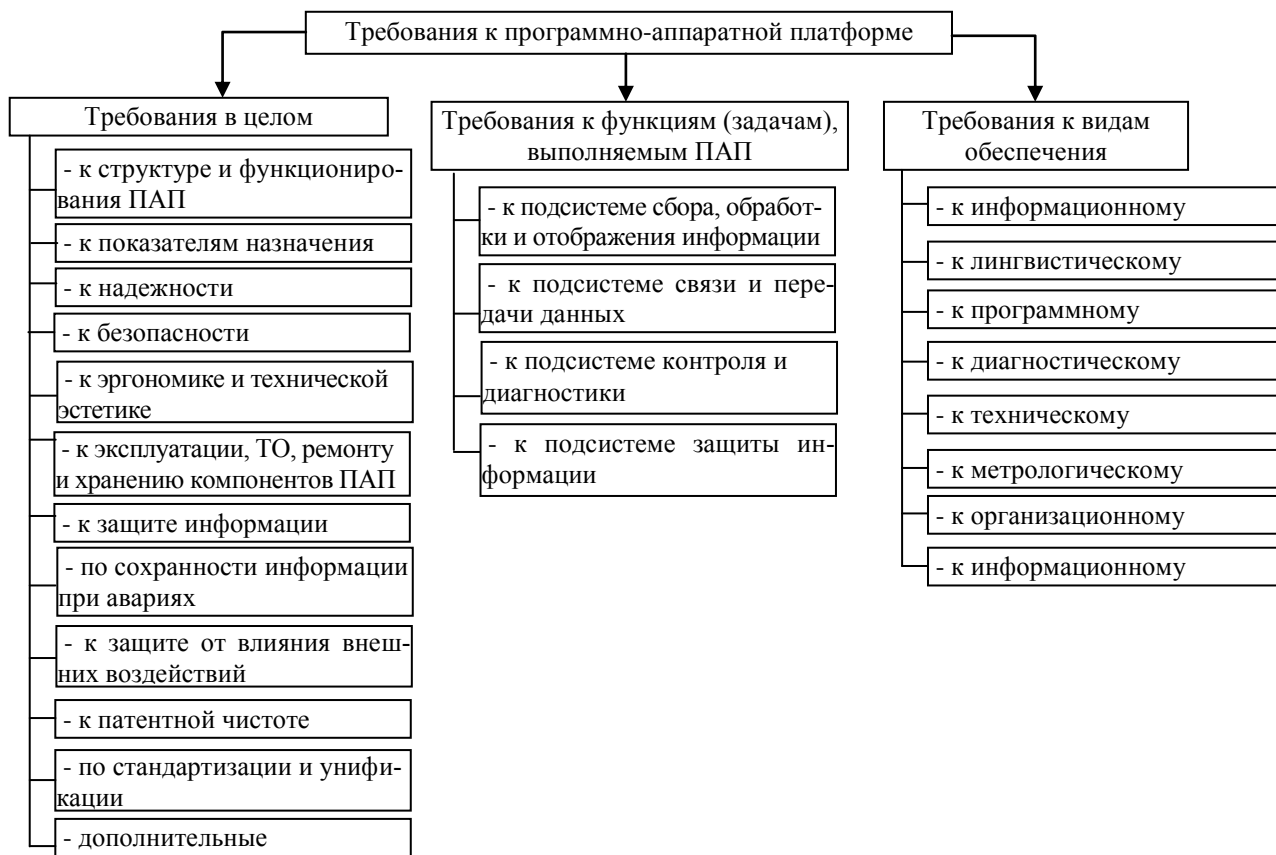 Требования к программно-аппаратной платформе
Требования в целом
- к структуре и функциониро-
вания ПАП
- к показателям назначения
- к надежности
- к безопасности
- к эргономике и технической
эстетике
- к эксплуатации, ТО, ремонту
и хранению компонентов ПАП
- к защите информации
- по сохранности информации
при авариях
- к защите от влияния внеш-
них воздействий
- к патентной чистоте
- по стандартизации и унифи-
кации
- дополнительные
Требования к функциям (задачам),
выполняемым ПАП
- к подсистеме сбора, обработ-
ки и отображения информации
- к подсистеме связи и пере-
дачи данных
- к подсистеме контроля и
диагностики
- к подсистеме защиты ин-
формации
Требования к видам
обеспечения
- к информационному
- к лингвистическому
- к программному
- к диагностическому
- к техническому
- к метрологическому
- к организационному
- к информационному